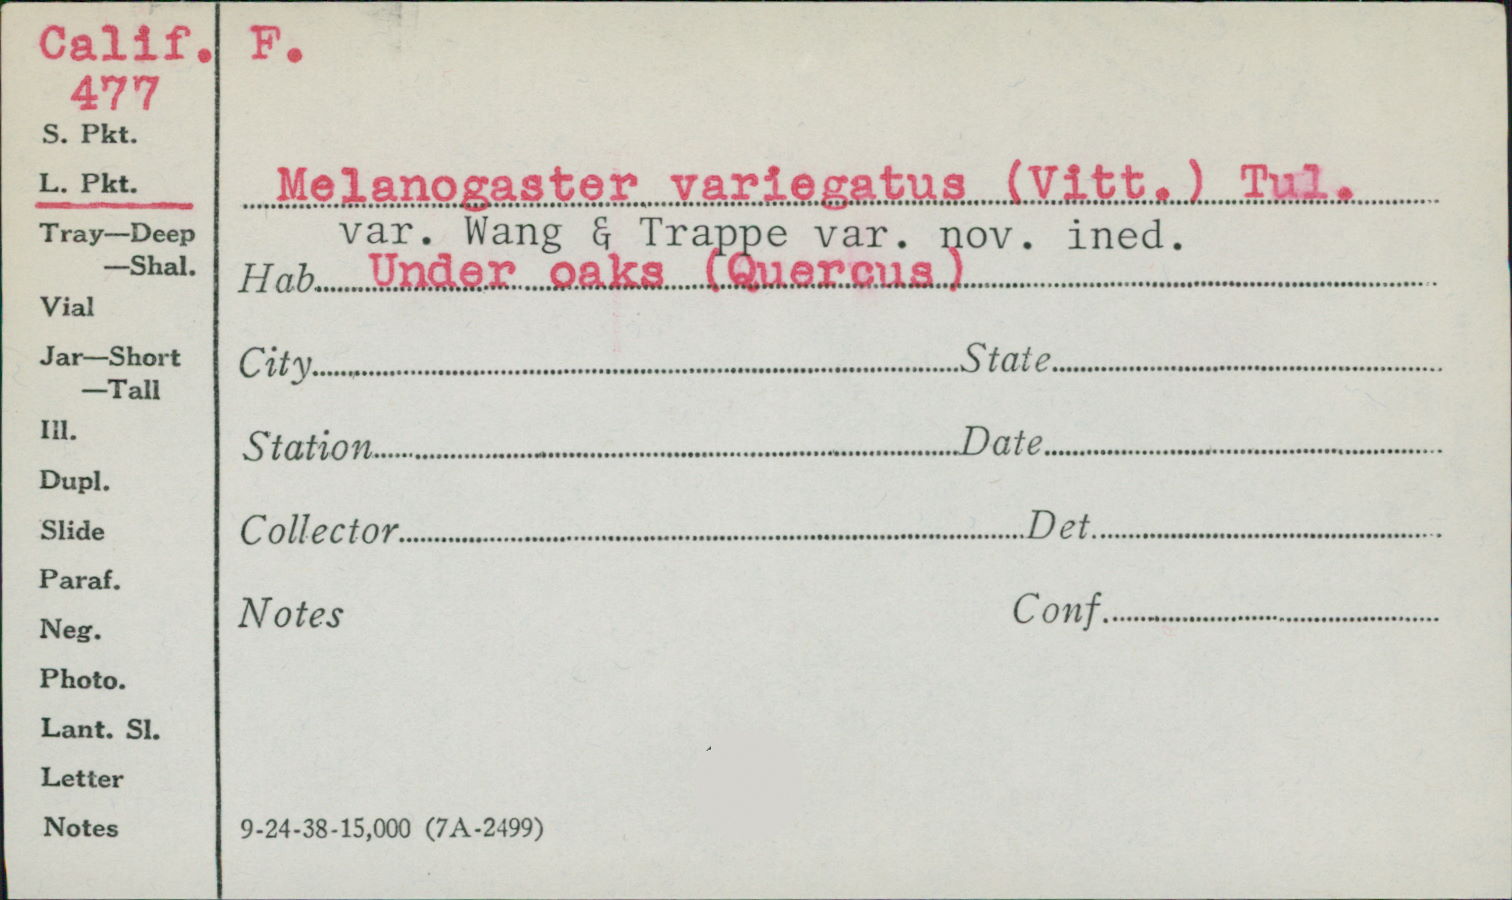 Calif. F.
477
S. Pkt.
L. Pkt.
Melanogaster variegatus (Vitt.) Tul.
Tray—Deep
var. Wang & Trappe var. nov. ined.
—Shal.
Hab. Under oaks (Quercus)
Vial
Jar—Short
City State
—Tall
Ill.
Station Date
Dupl.
Slide
Collector Det.
Paraf.
Neg.
Notes Conf.
Photo.
Lant. Sl.
Letter
Notes
9-24-38-15,000 (7A-2499)